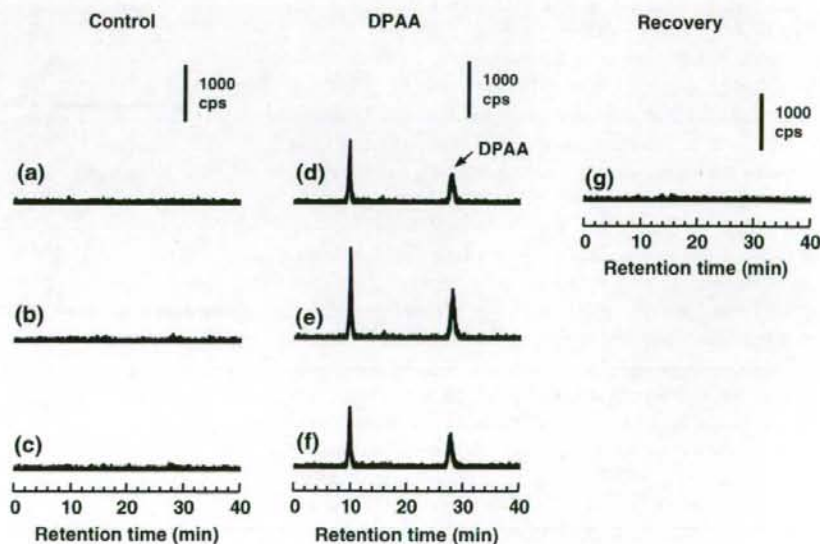 Control
DPAA
Recovery
1000
cps
1000
cps
1000
cps
(a)
(d)
DPAA
(g)
0 10 20 30 40
Retention time (min)
(b)
(e)
(c)
(f)
0 10 20 30 40
Retention time (min)
0 10 20 30 40
Retention time (min)